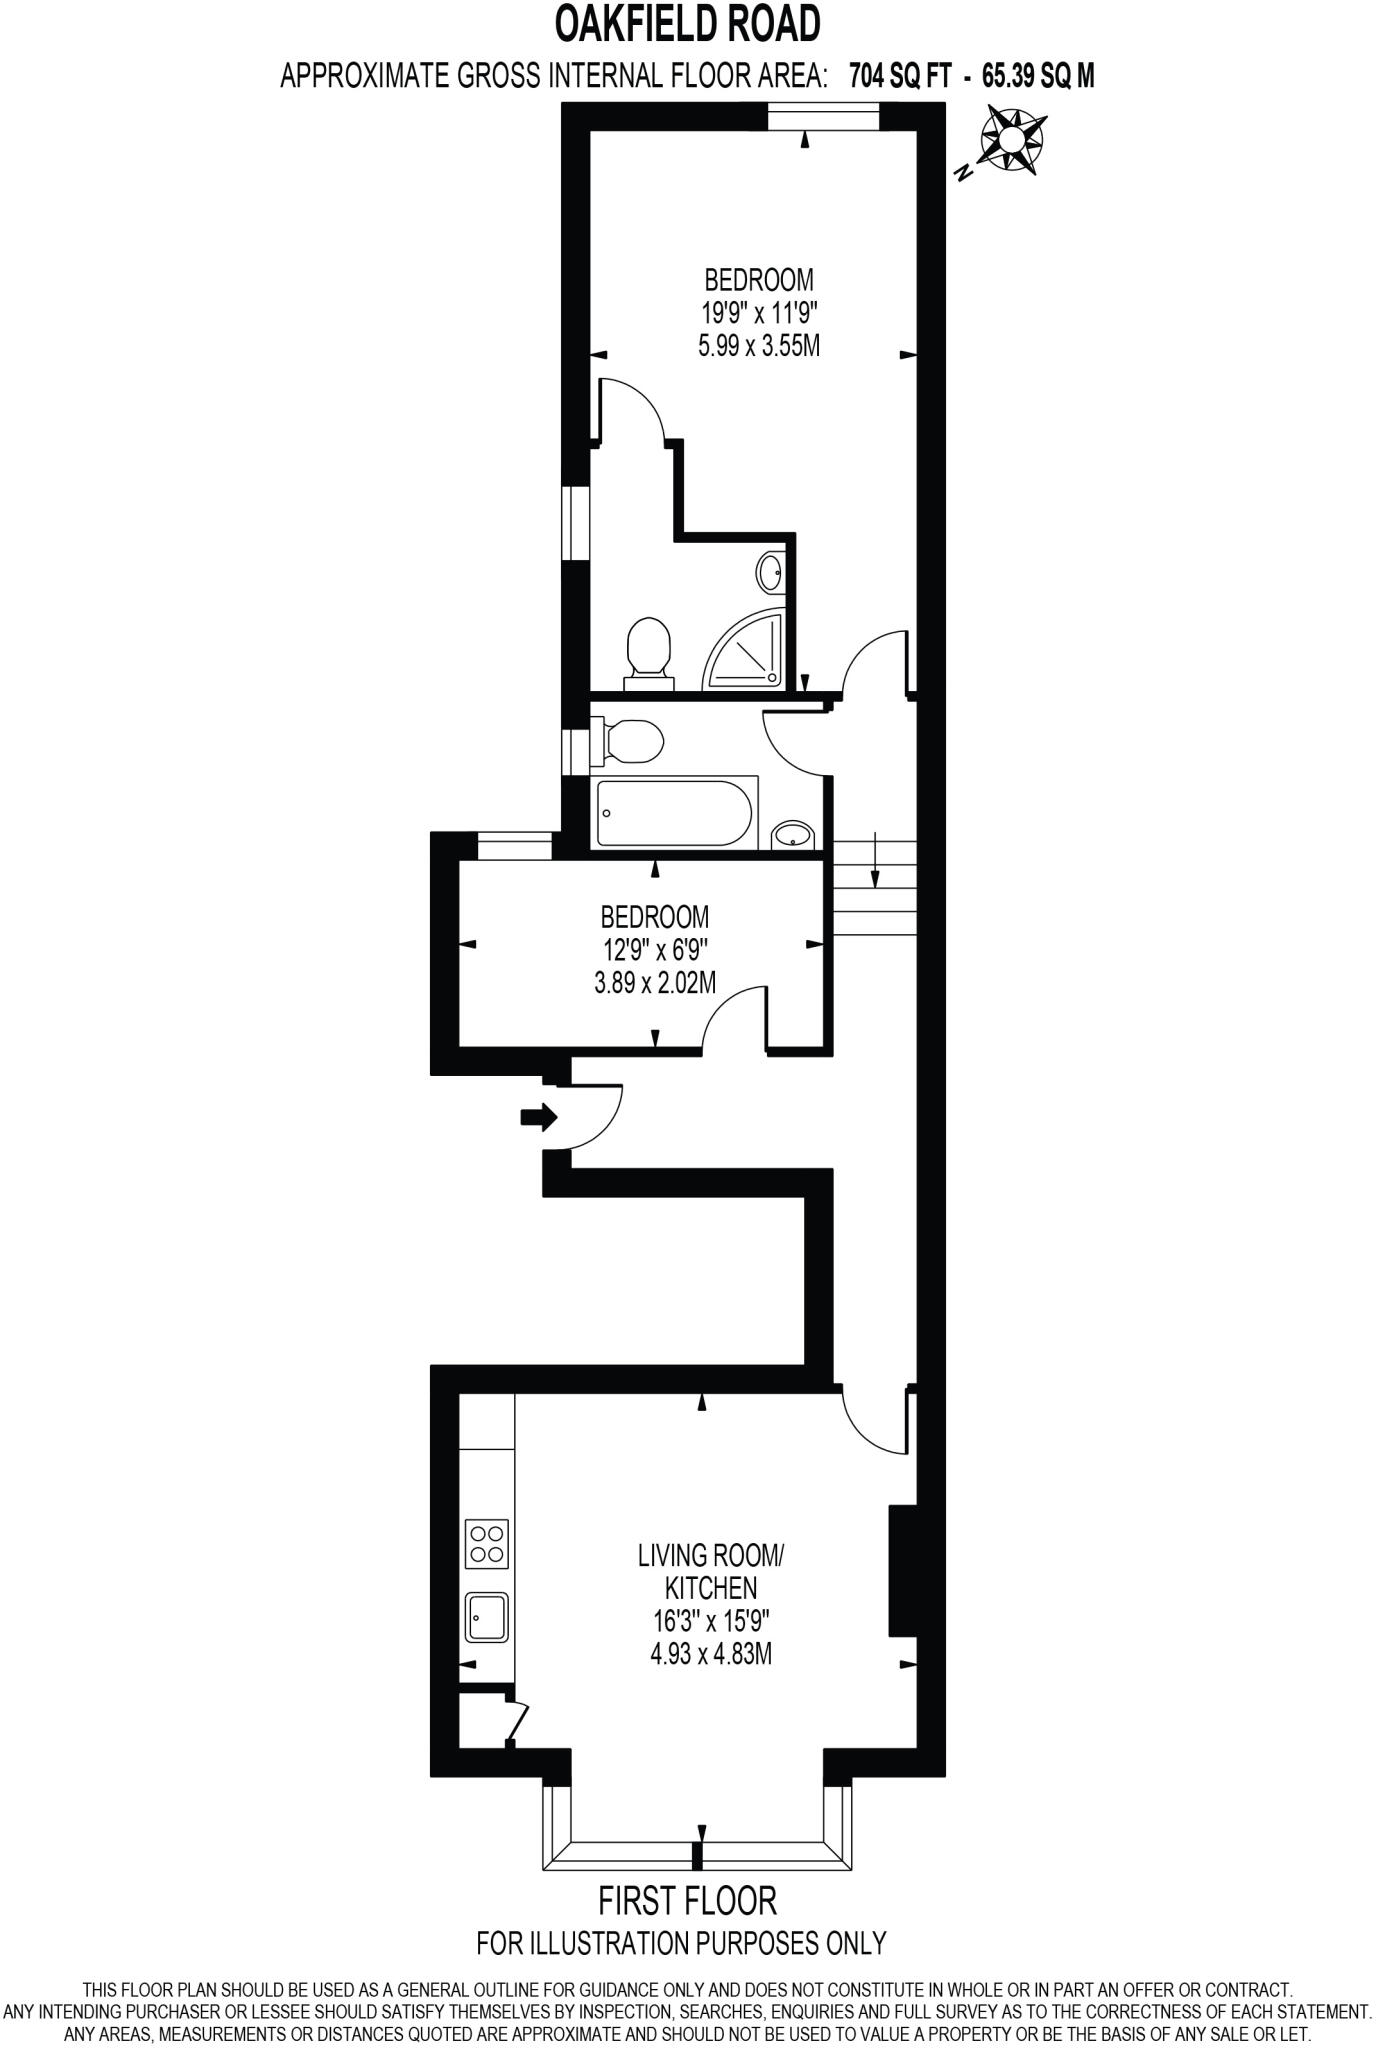 OAKFIELD ROAD
APPROXIMATE GROSS INTERNAL FLOOR AREA: 704 SQ FT - 65.39 SQ M
N
BEDROOM
19'9" x 11'9"
5.99 x 3.55M
BEDROOM
12'9" x 6'9"
3.89 x 2.02M
LIVING ROOM/
KITCHEN
16'3" x 15'9"
4.93 x 4.83M
FIRST FLOOR
FOR ILLUSTRATION PURPOSES ONLY
THIS FLOOR PLAN SHOULD BE USED AS A GENERAL OUTLINE FOR GUIDANCE ONLY AND DOES NOT CONSTITUTE IN WHOLE OR IN PART AN OFFER OR CONTRACT.
ANY INTENDING PURCHASER OR LESSEE SHOULD SATISFY THEMSELVES BY INSPECTION, SEARCHES, ENQUIRIES AND FULL SURVEY AS TO THE CORRECTNESS OF EACH STATEMENT.
ANY AREAS, MEASUREMENTS OR DISTANCES QUOTED ARE APPROXIMATE AND SHOULD NOT BE USED TO VALUE A PROPERTY OR BE THE BASIS OF ANY SALE OR LET.